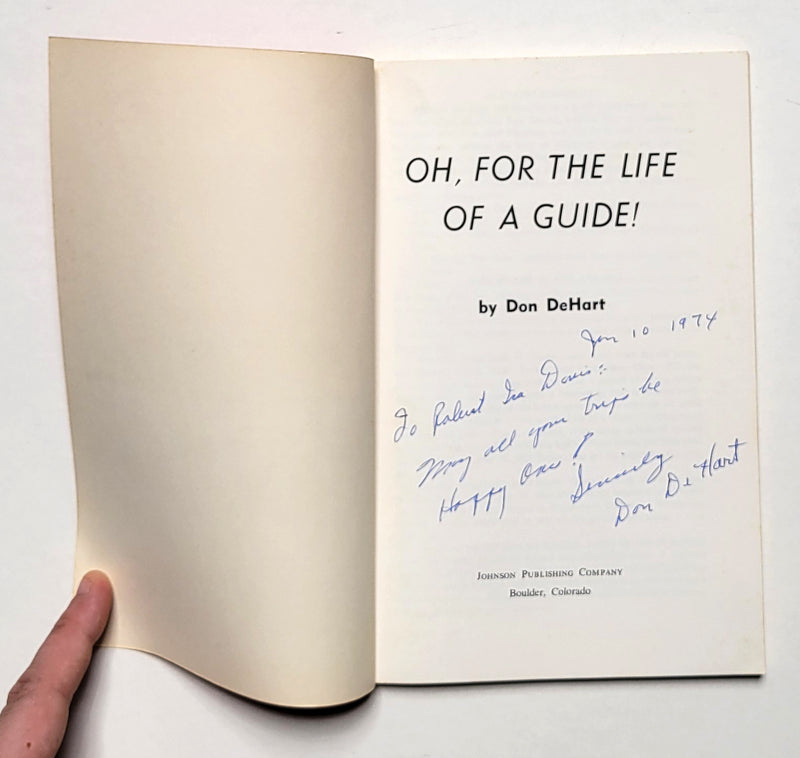 OH, FOR THE LIFE
OF A GUIDE!
by Don DeHart
Jan 10 1974
To Robert Ira Davis:
May all your trips be
Happy Ones!
Sincerely
Don DeHart
JOHNSON PUBLISHING COMPANY
Boulder, Colorado